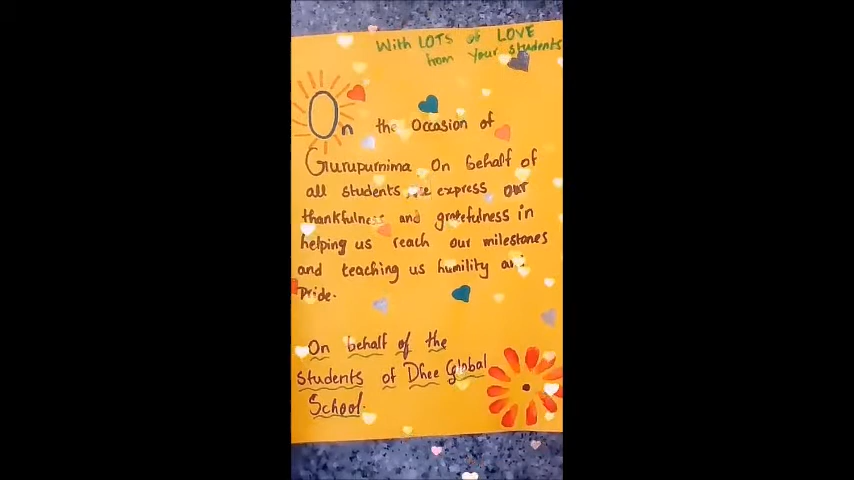 With LOTS of LOVE
from your students
On the Occasion of
Gurupurnima On behalf of
all students, we express our
thankfulness and gratefulness in
helping us reach our milestones
and teaching us humility and
Pride.
On behalf of the
students of Dhee Global
School.